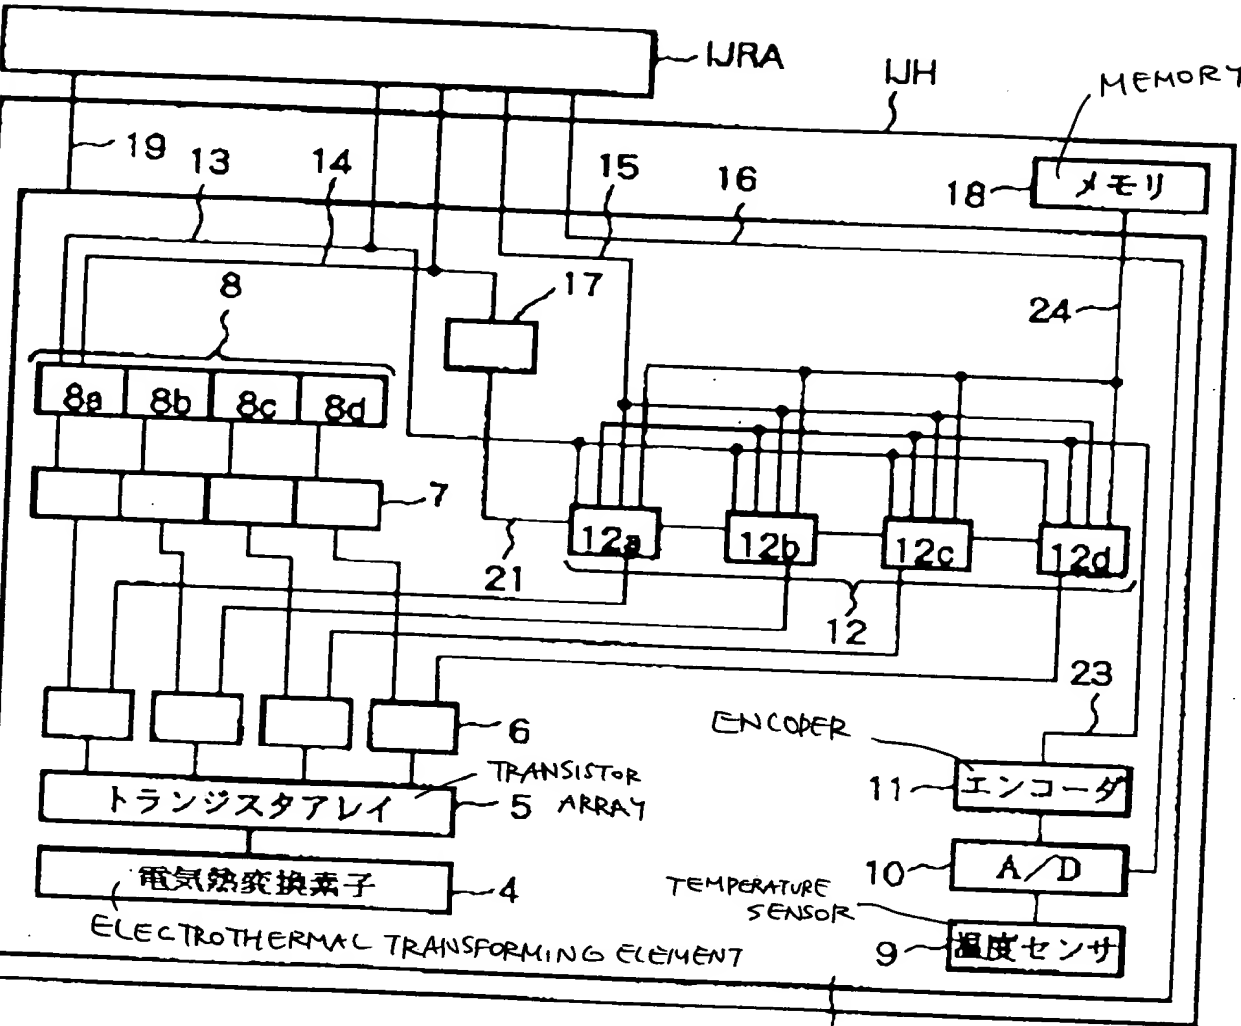 IJRA
IJH
MEMORY
19
13
14
15
16
18
メモリ
8
17
24
8a
8b
8c
8d
7
12a
12b
12c
12d
21
12
23
6
ENCODER
TRANSISTOR
ARRAY
トランジスタアレイ
5
11
エンコーダ
10
A/D
電気熱変換素子
4
TEMPERATURE
SENSOR
ELECTROTHERMAL TRANSFORMING ELEMENT
9
温度センサ